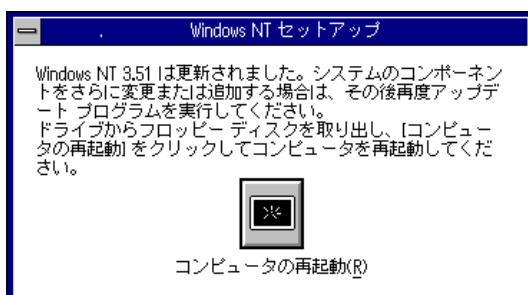 Windows NT セットアップ
Windows NT 3.51 は更新されました。システムのコンポーネン
トをさらに変更または追加する場合は、その後再度アップデ
ート プログラムを実行してください。
ドライブからフロッピー ディスクを取り出し、[コンピュー
タの再起動] をクリックしてコンピュータを再起動してくだ
さい。
コンピュータの再起動(R)